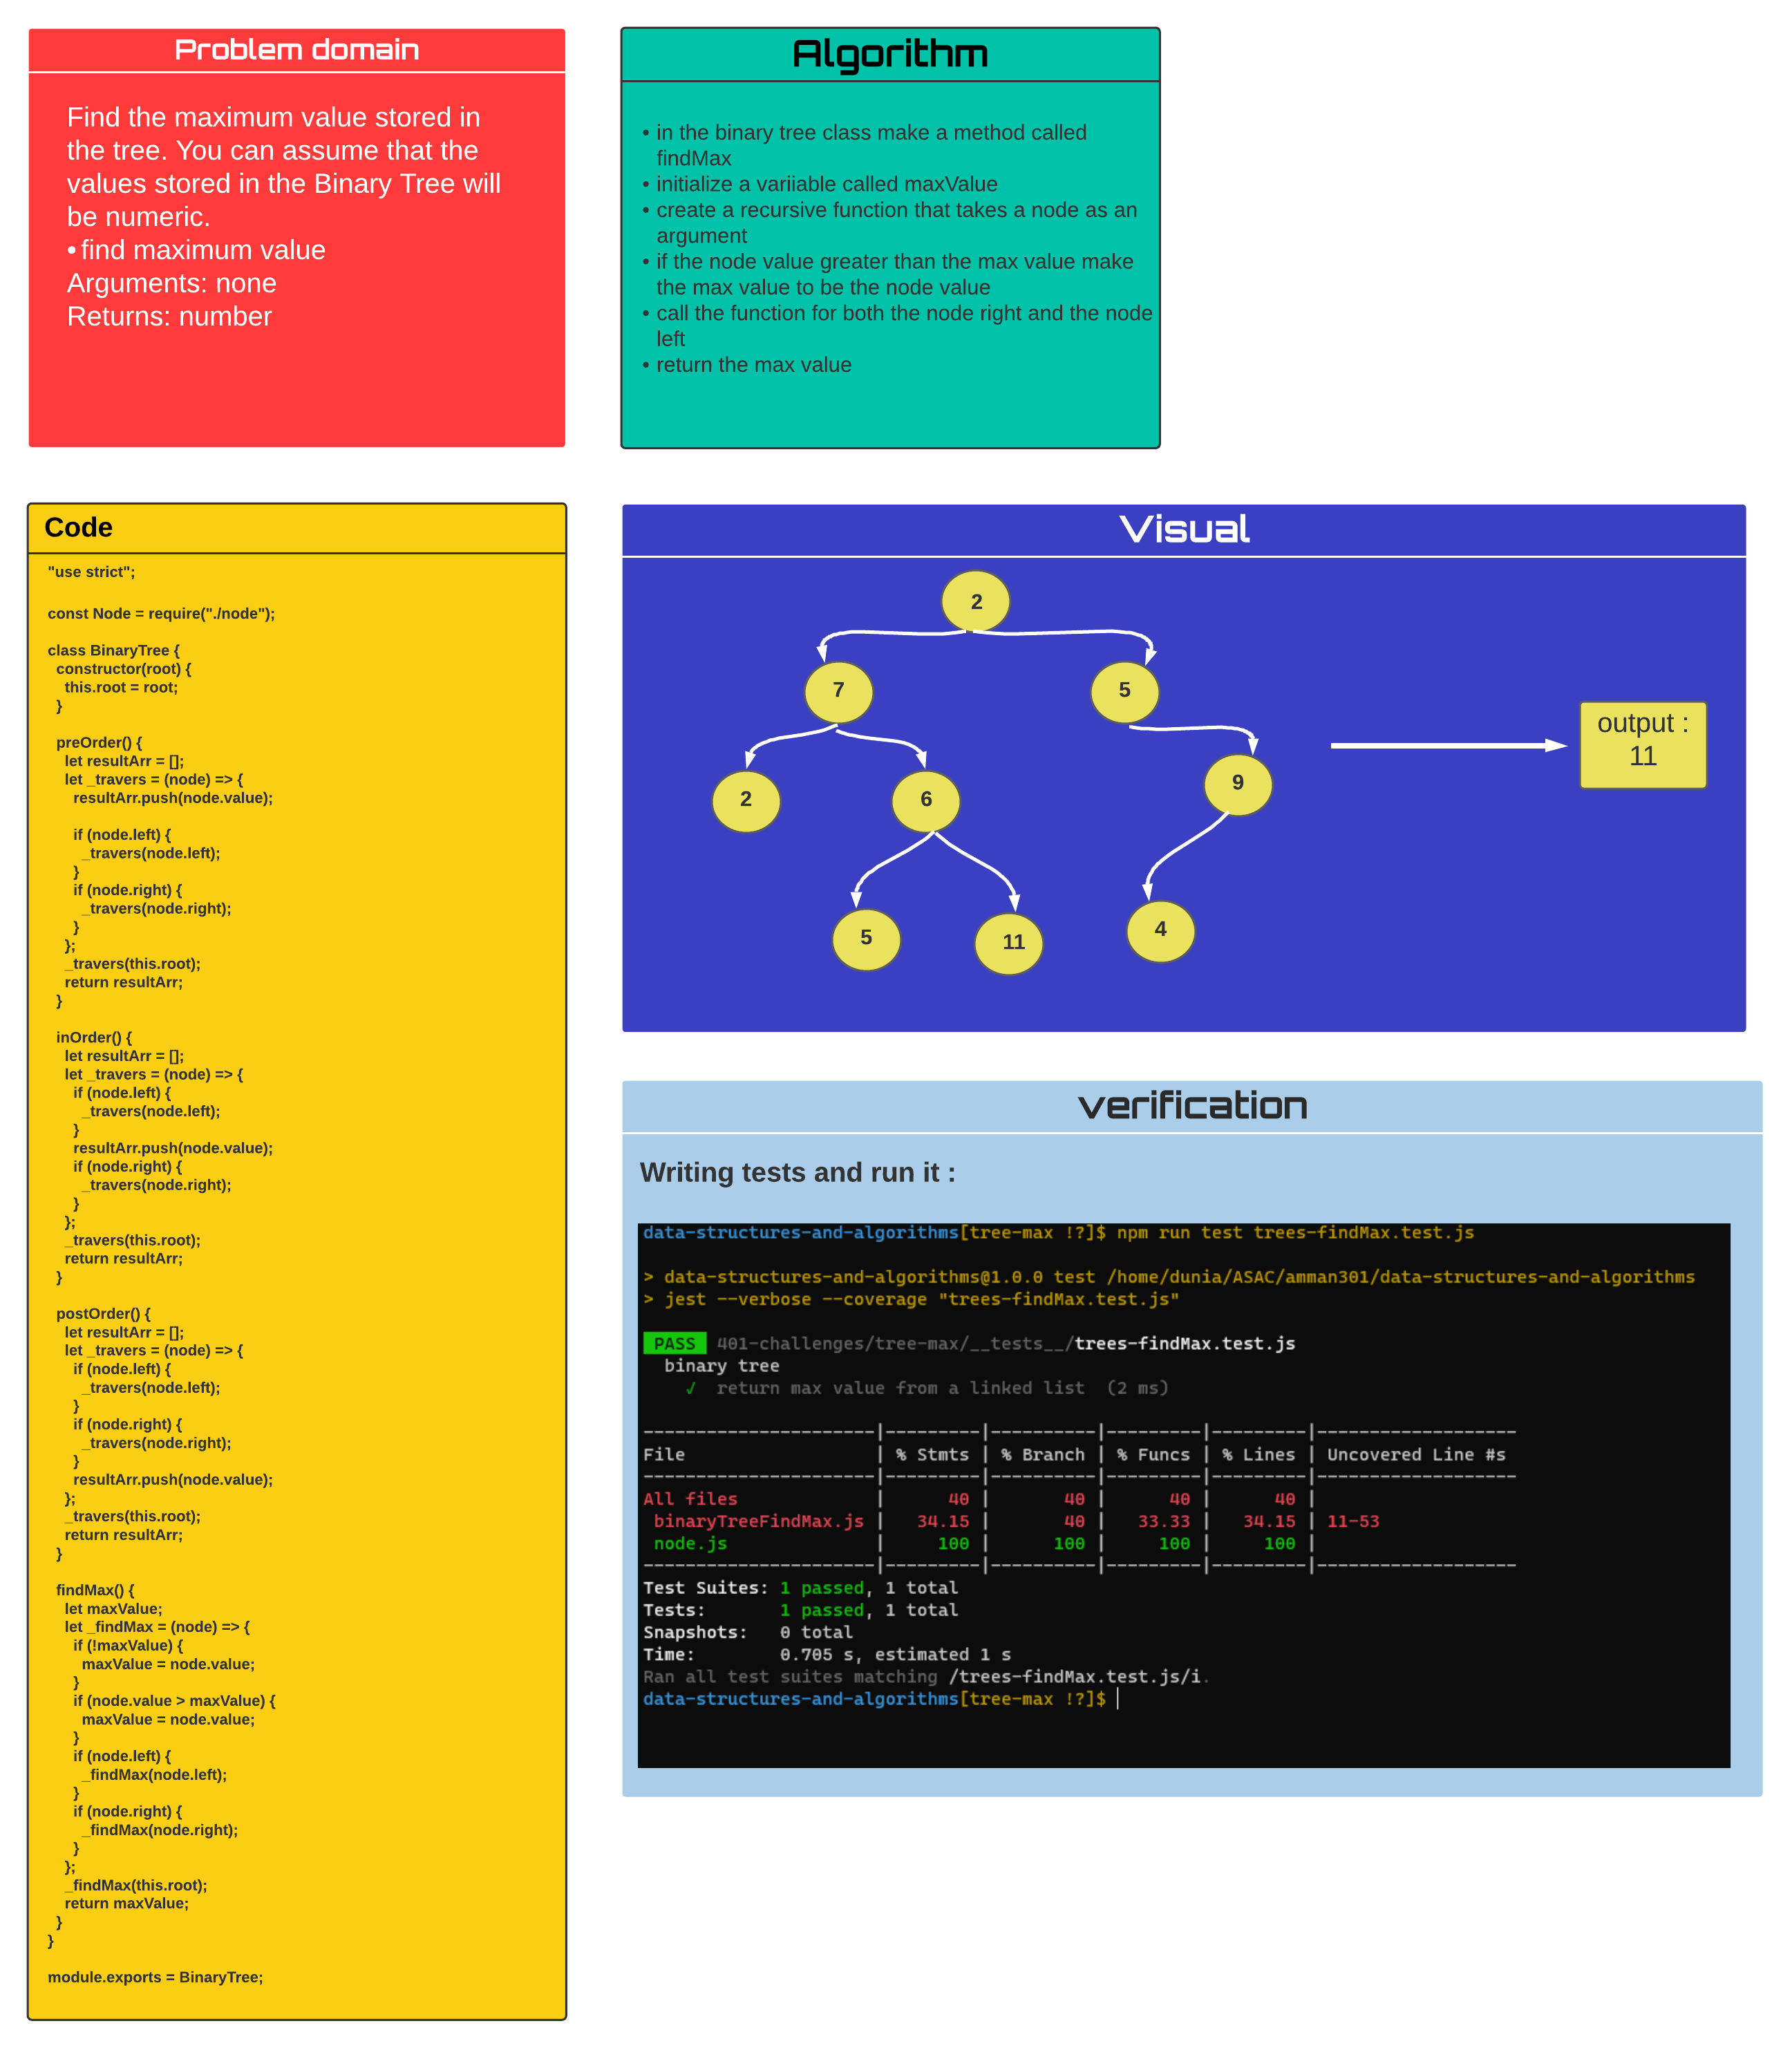 Problem domain
Find the maximum value stored in
the tree. You can assume that the
values stored in the Binary Tree will
be numeric.
• find maximum value
Arguments: none
Returns: number
Algorithm
• in the binary tree class make a method called
findMax
• initialize a variiable called maxValue
• create a recursive function that takes a node as an
argument
• if the node value greater than the max value make
the max value to be the node value
• call the function for both the node right and the node
left
• return the max value
Code
"use strict";

const Node = require("./node");

class BinaryTree {
  constructor(root) {
    this.root = root;
  }

  preOrder() {
    let resultArr = [];
    let _travers = (node) => {
      resultArr.push(node.value);

      if (node.left) {
        _travers(node.left);
      }
      if (node.right) {
        _travers(node.right);
      }
    };
    _travers(this.root);
    return resultArr;
  }

  inOrder() {
    let resultArr = [];
    let _travers = (node) => {
      if (node.left) {
        _travers(node.left);
      }
      resultArr.push(node.value);
      if (node.right) {
        _travers(node.right);
      }
    };
    _travers(this.root);
    return resultArr;
  }

  postOrder() {
    let resultArr = [];
    let _travers = (node) => {
      if (node.left) {
        _travers(node.left);
      }
      if (node.right) {
        _travers(node.right);
      }
      resultArr.push(node.value);
    };
    _travers(this.root);
    return resultArr;
  }

  findMax() {
    let maxValue;
    let _findMax = (node) => {
      if (!maxValue) {
        maxValue = node.value;
      }
      if (node.value > maxValue) {
        maxValue = node.value;
      }
      if (node.left) {
        _findMax(node.left);
      }
      if (node.right) {
        _findMax(node.right);
      }
    };
    _findMax(this.root);
    return maxValue;
  }
}

module.exports = BinaryTree;
Visual
2
7 5
2 6 9
5 11 4
output :
11
verification
Writing tests and run it :
data-structures-and-algorithms[tree-max !?]$ npm run test trees-findMax.test.js

> data-structures-and-algorithms@1.0.0 test /home/dunia/ASAC/amman301/data-structures-and-algorithms
> jest --verbose --coverage "trees-findMax.test.js"

PASS 401-challenges/tree-max/__tests__/trees-findMax.test.js
  binary tree
    ✓ return max value from a linked list (2 ms)

----------------------|---------|----------|---------|---------|-------------------
File                  | % Stmts | % Branch | % Funcs | % Lines | Uncovered Line #s
----------------------|---------|----------|---------|---------|-------------------
All files             |      40 |       40 |      40 |      40 |
 binaryTreeFindMax.js |   34.15 |       40 |   33.33 |   34.15 | 11-53
 node.js              |     100 |      100 |     100 |     100 |
----------------------|---------|----------|---------|---------|-------------------
Test Suites: 1 passed, 1 total
Tests:       1 passed, 1 total
Snapshots:   0 total
Time:        0.705 s, estimated 1 s
Ran all test suites matching /trees-findMax.test.js/i.
data-structures-and-algorithms[tree-max !?]$